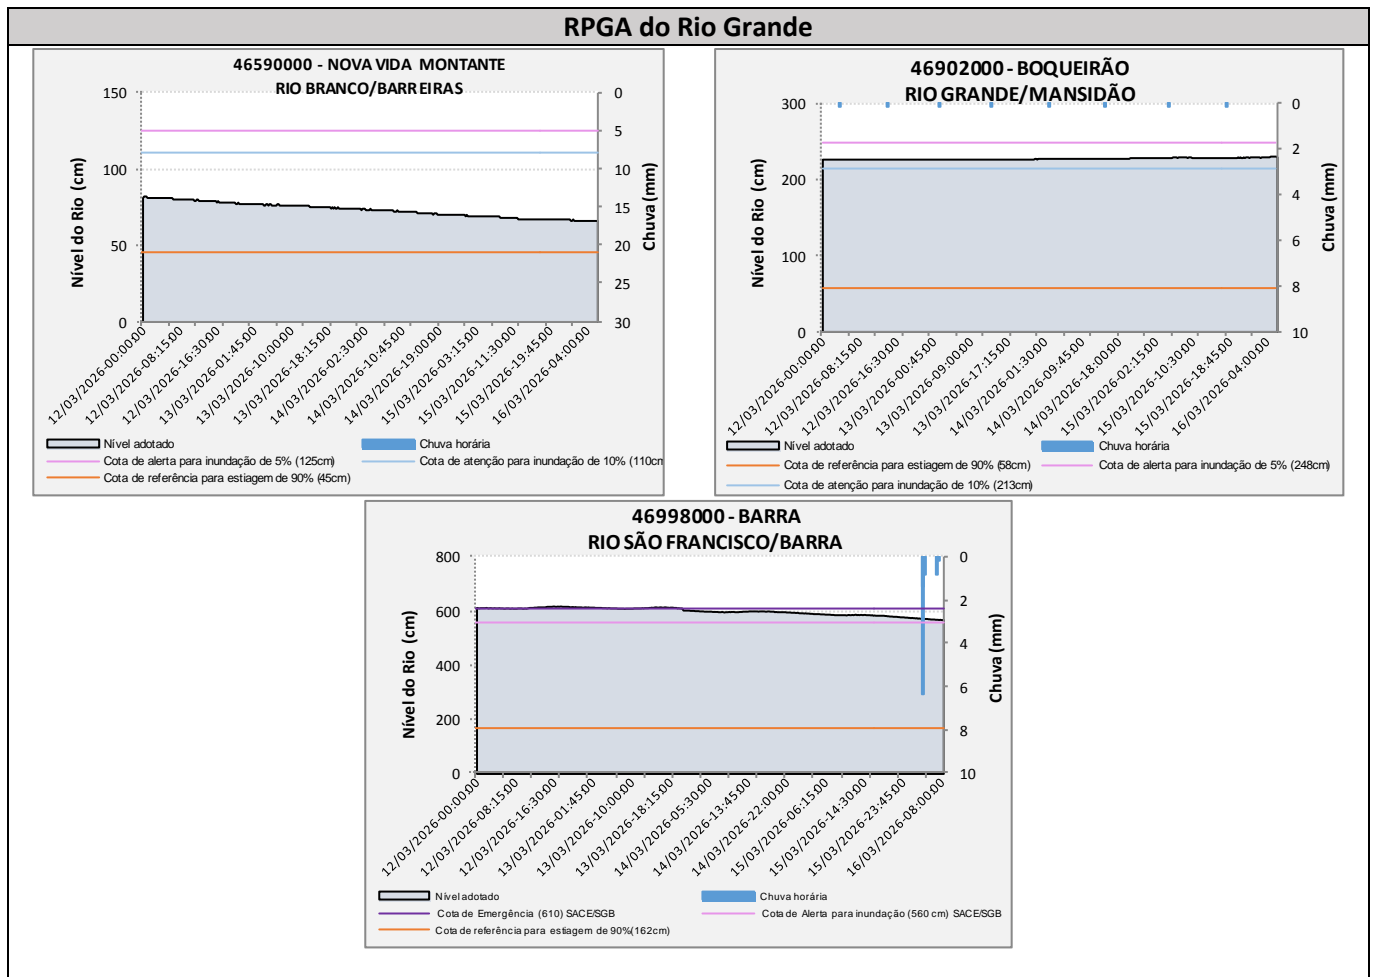 RPGA do Rio Grande
46590000 - NOVA VIDA MONTANTE
RIO BRANCO/BARREIRAS
Nível do Rio (cm)
150
100
50
0
Chuva (mm)
0
5
10
15
20
25
30
12/03/2026-00:00:00
12/03/2026-08:15:00
12/03/2026-16:30:00
13/03/2026-01:45:00
13/03/2026-10:00:00
13/03/2026-18:15:00
14/03/2026-02:30:00
14/03/2026-10:45:00
14/03/2026-19:00:00
15/03/2026-03:15:00
15/03/2026-11:30:00
15/03/2026-19:45:00
16/03/2026-04:00:00
Nível adotado
Chuva horária
Cota de alerta para inundação de 5% (125cm)
Cota de atenção para inundação de 10% (110cm
Cota de referência para estiagem de 90% (45cm)
46902000 - BOQUEIRÃO
RIO GRANDE/MANSIDÃO
Nível do Rio (cm)
300
200
100
0
Chuva (mm)
0
2
4
6
8
10
12/03/2026-00:00:00
12/03/2026-08:15:00
12/03/2026-16:30:00
13/03/2026-00:45:00
13/03/2026-09:00:00
13/03/2026-17:15:00
14/03/2026-01:30:00
14/03/2026-09:45:00
14/03/2026-18:00:00
15/03/2026-02:15:00
15/03/2026-10:30:00
15/03/2026-18:45:00
16/03/2026-04:00:00
Nível adotado
Chuva horária
Cota de referência para estiagem de 90% (58cm)
Cota de alerta para inundação de 5% (248cm)
Cota de atenção para inundação de 10% (213cm)
46998000 - BARRA
RIO SÃO FRANCISCO/BARRA
Nível do Rio (cm)
800
600
400
200
0
Chuva (mm)
0
2
4
6
8
10
12/03/2026-00:00:00
12/03/2026-08:15:00
12/03/2026-16:30:00
13/03/2026-01:45:00
13/03/2026-10:00:00
13/03/2026-18:15:00
14/03/2026-05:30:00
14/03/2026-13:45:00
14/03/2026-22:00:00
15/03/2026-06:15:00
15/03/2026-14:30:00
15/03/2026-23:45:00
16/03/2026-08:00:00
Nível adotado
Chuva horária
Cota de Emergência (610) SACE/SGB
Cota de Alerta para inundação (560 cm) SACE/SGB
Cota de referência para estiagem de 90%(162cm)